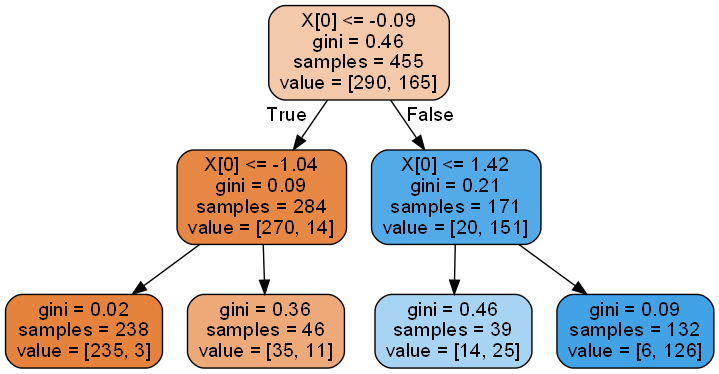 X[0] <= -0.09
gini = 0.46
samples = 455
value = [290, 165]
True
False
X[0] <= -1.04
gini = 0.09
samples = 284
value = [270, 14]
X[0] <= 1.42
gini = 0.21
samples = 171
value = [20, 151]
gini = 0.02
samples = 238
value = [235, 3]
gini = 0.36
samples = 46
value = [35, 11]
gini = 0.46
samples = 39
value = [14, 25]
gini = 0.09
samples = 132
value = [6, 126]